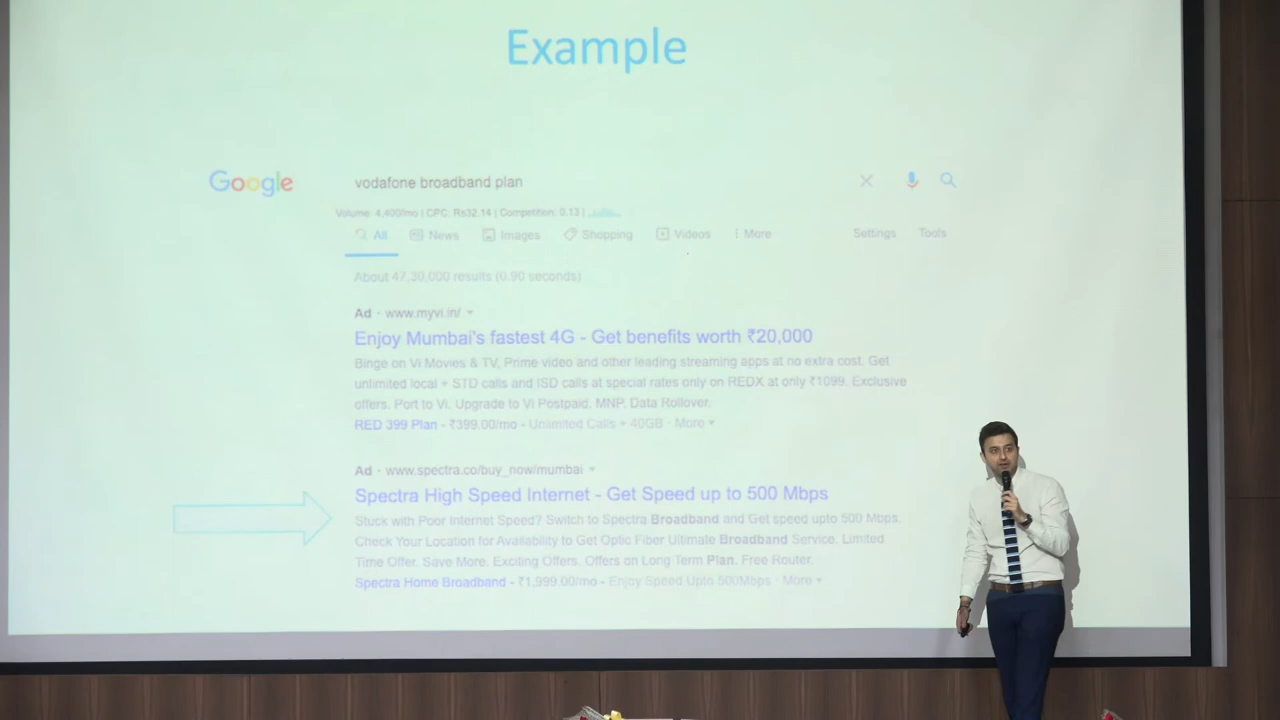 Example
Google vodafone broadband plan
Volume: 4,400/mo | CPC: Rs32.14 | Competition: 0.13 |
All News Images Shopping Videos More Settings Tools
About 47,30,000 results (0.90 seconds)
Ad · www.myvi.in/
Enjoy Mumbai's fastest 4G - Get benefits worth ₹20,000
Binge on Vi Movies & TV, Prime video and other leading streaming apps at no extra cost. Get
unlimited local + STD calls and ISD calls at special rates only on REDX at only ₹1099. Exclusive
offers. Port to Vi. Upgrade to Vi Postpaid. MNP. Data Rollover.
RED 399 Plan - ₹399.00/mo - Unlimited Calls + 40GB · More
Ad · www.spectra.co/buy_now/mumbai
Spectra High Speed Internet - Get Speed up to 500 Mbps
Stuck with Poor Internet Speed? Switch to Spectra Broadband and Get speed upto 500 Mbps.
Check Your Location for Availability to Get Optic Fiber Ultimate Broadband Service. Limited
Time Offer. Save More. Exciting Offers. Offers on Long Term Plan. Free Router.
Spectra Home Broadband - ₹1,999.00/mo - Enjoy Speed Upto 500Mbps · More